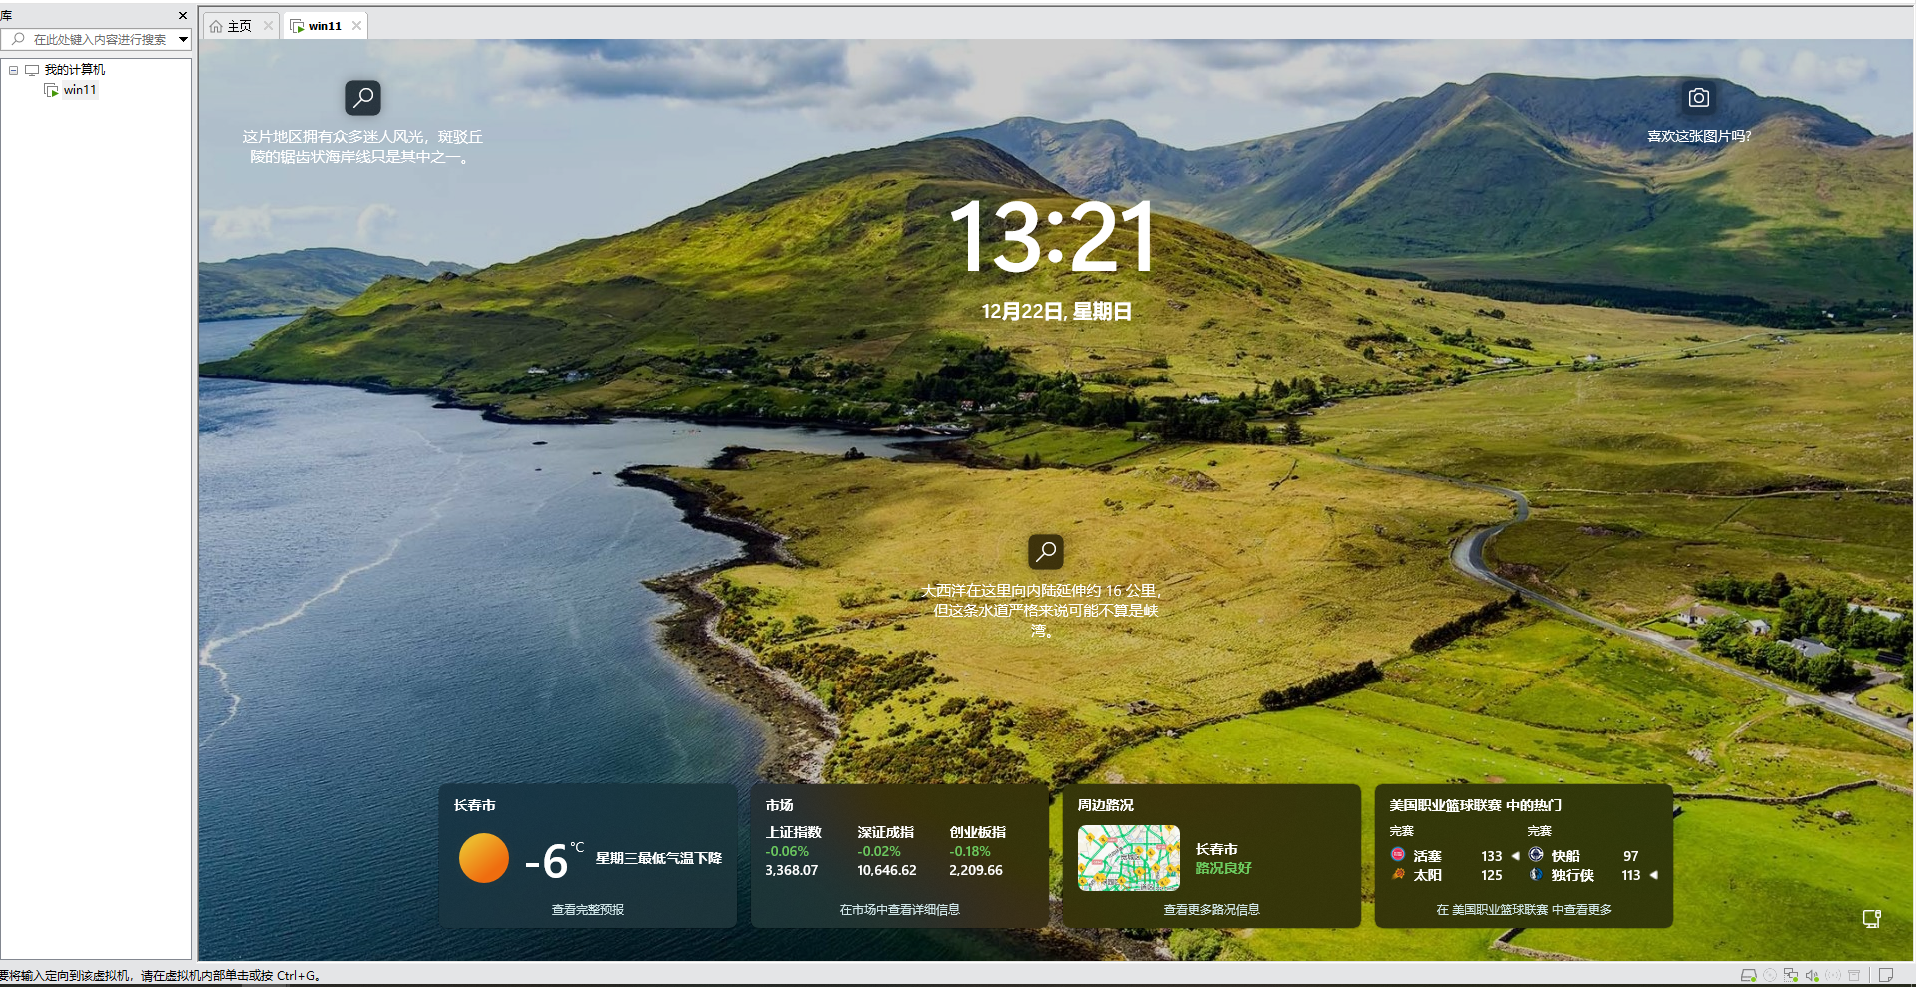 库
在此处键入内容进行搜索
我的计算机
win11
主页
win11
这片地区拥有众多迷人风光，斑驳丘
陵的锯齿状海岸线只是其中之一。
喜欢这张图片吗?
13:21
12月22日, 星期日
大西洋在这里向内陆延伸约 16 公里，
但这条水道严格来说可能不算是峡
湾。
长春市
-6°C 星期三最低气温下降
查看完整预报
市场
上证指数 深证成指 创业板指
-0.06% -0.02% -0.18%
3,368.07 10,646.62 2,209.66
在市场中查看详细信息
周边路况
长春市
路况良好
查看更多路况信息
美国职业篮球联赛 中的热门
完赛 完赛
活塞 133 快船 97
太阳 125 独行侠 113
在 美国职业篮球联赛 中查看更多
要将输入定向到该虚拟机，请在虚拟机内部单击或按 Ctrl+G。